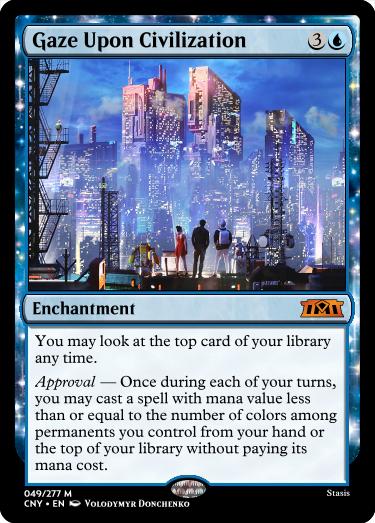 Gaze Upon Civilization 3
Enchantment
You may look at the top card of your library
any time.
Approval — Once during each of your turns,
you may cast a spell with mana value less
than or equal to the number of colors among
permanents you control from your hand or
the top of your library without paying its
mana cost.
049/277 M Stasis
CNY • EN Volodymyr Donchenko